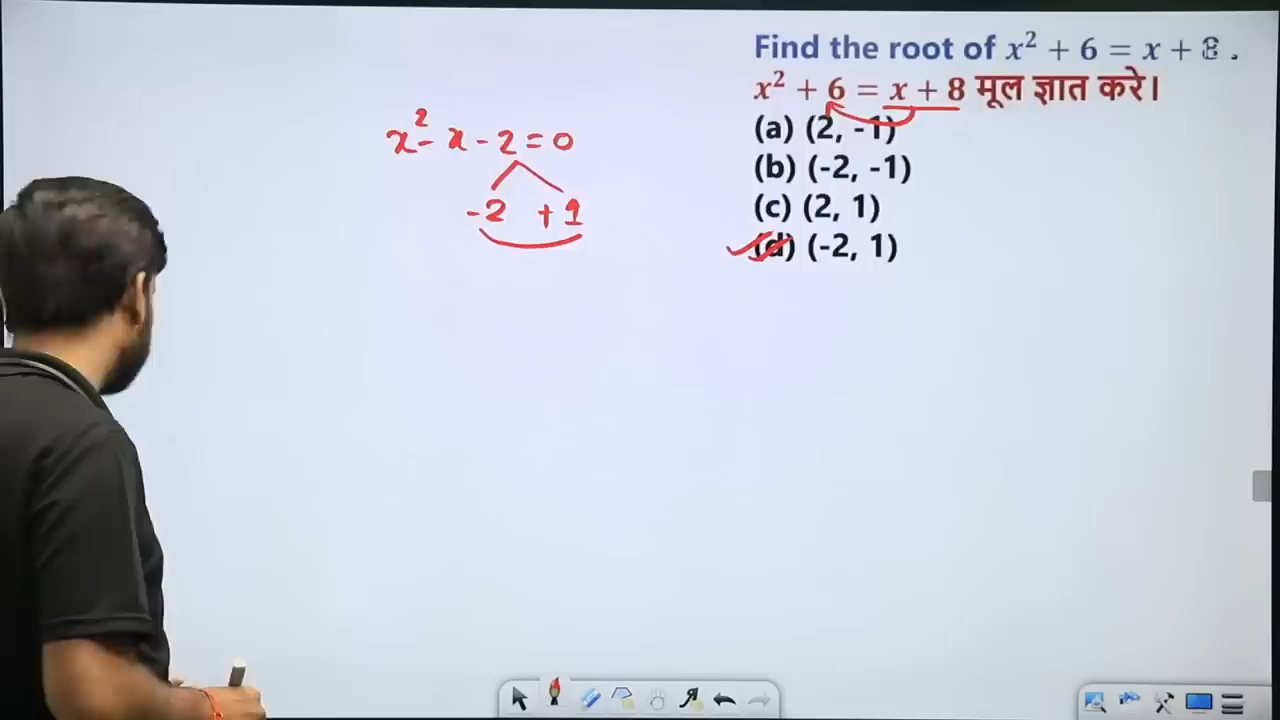 Find the root of x² + 6 = x + 8 .
x² + 6 = x + 8 मूल ज्ञात करे।
(a) (2, -1)
(b) (-2, -1)
(c) (2, 1)
(d) (-2, 1)
x² - x - 2 = 0
-2 +1